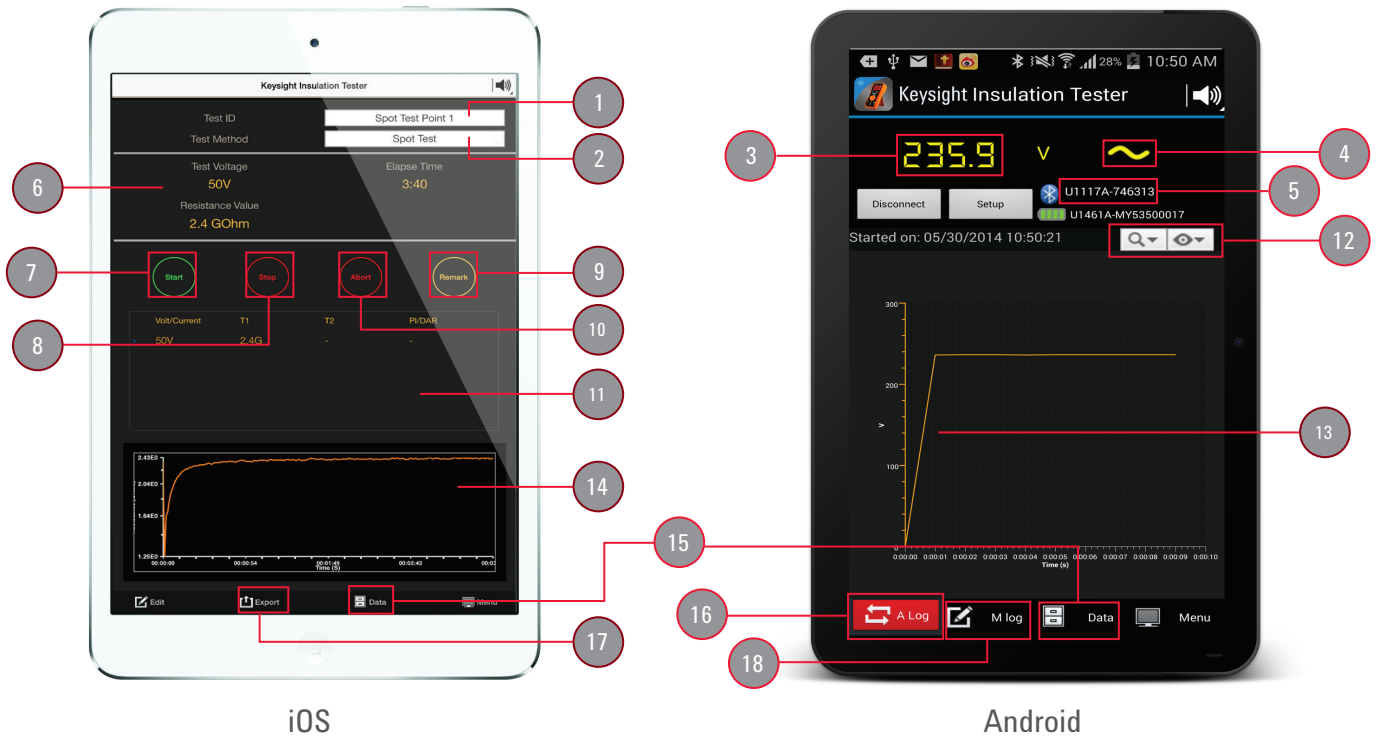 Keysight Insulation Tester
Test ID
Spot Test Point 1
Test Method
Spot Test
Test Voltage
Elapse Time
50V
3:40
Resistance Value
2.4 GOhm
Start
Stop
Abort
Remark
Volt/Current T1 T2 PI/DAR
50V 2.4G - -
2.43E0
2.04E0
1.64E0
1.25E0
00:00:00 00:00:54 00:01:49 00:02:43
Time (S)
Edit
Export
Data
Menu
iOS
1
2
6
7
8
9
10
11
14
15
17
28% 10:50 AM
Keysight Insulation Tester
235.9 V
Disconnect
Setup
U1117A-746313
U1461A-MY53500017
Started on: 05/30/2014 10:50:21
300
200
V
100
0
0:00:00 0:00:01 0:00:02 0:00:03 0:00:04 0:00:05 0:00:06 0:00:07 0:00:08 0:00:09 0:00:10
Time (s)
A Log
M log
Data
Menu
Android
3
4
5
12
13
16
18